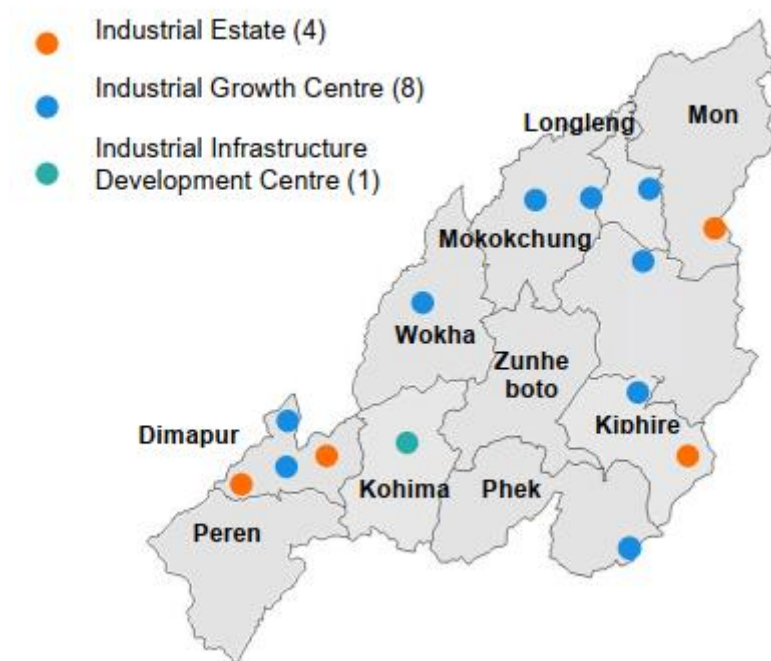 Industrial Estate (4)
Industrial Growth Centre (8)
Industrial Infrastructure
Development Centre (1)
Longleng
Mon
Mokokchung
Wokha
Zunhe
boto
Dimapur
Kiphire
Kohima
Phek
Peren